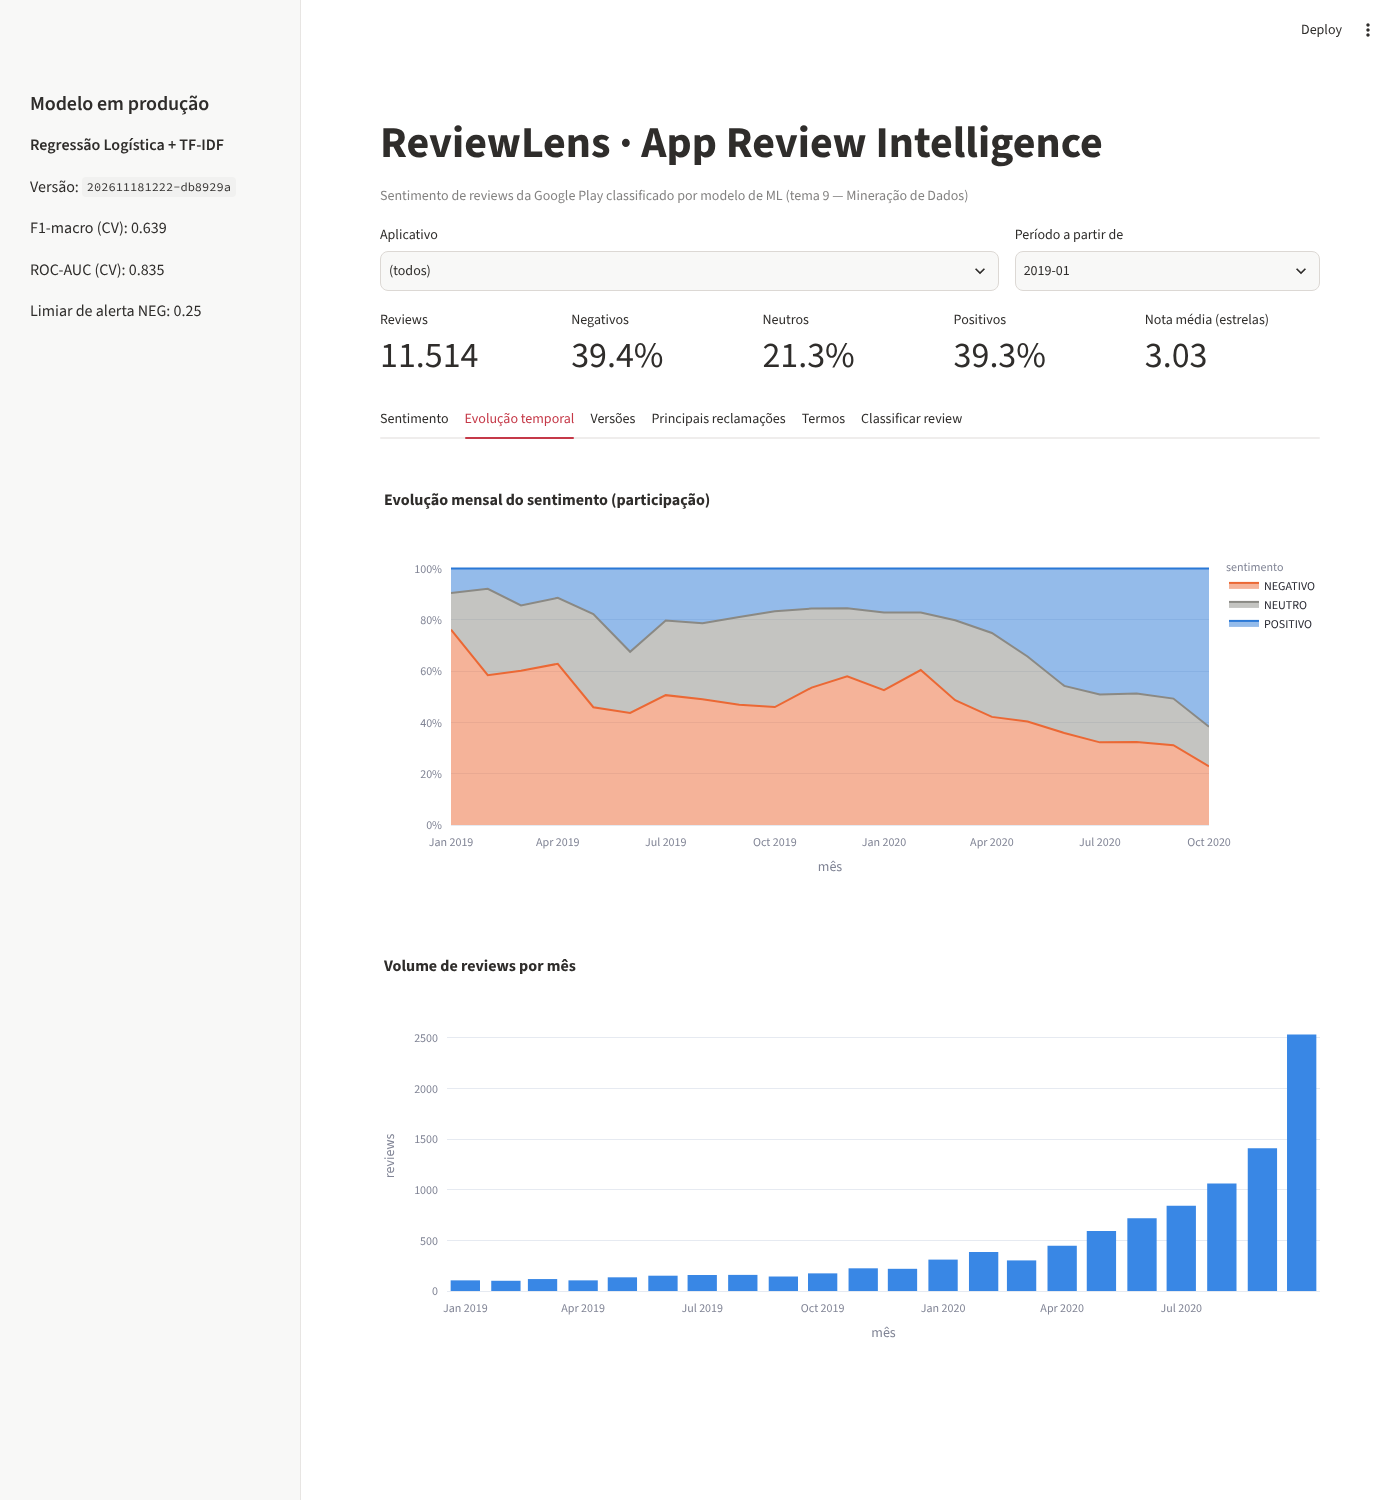 Deploy
Modelo em produção
Regressão Logística + TF-IDF
Versão: 202611181222-db8929a
F1-macro (CV): 0.639
ROC-AUC (CV): 0.835
Limiar de alerta NEG: 0.25
ReviewLens · App Review Intelligence
Sentimento de reviews da Google Play classificado por modelo de ML (tema 9 — Mineração de Dados)
Aplicativo Período a partir de
(todos) 2019-01
Reviews Negativos Neutros Positivos Nota média (estrelas)
11.514 39.4% 21.3% 39.3% 3.03
Sentimento Evolução temporal Versões Principais reclamações Termos Classificar review
Evolução mensal do sentimento (participação)
sentimento
NEGATIVO
NEUTRO
POSITIVO
100%
80%
60%
40%
20%
0%
Jan 2019 Apr 2019 Jul 2019 Oct 2019 Jan 2020 Apr 2020 Jul 2020 Oct 2020
mês
Volume de reviews por mês
2500
2000
1500
1000
500
0
reviews
Jan 2019 Apr 2019 Jul 2019 Oct 2019 Jan 2020 Apr 2020 Jul 2020
mês